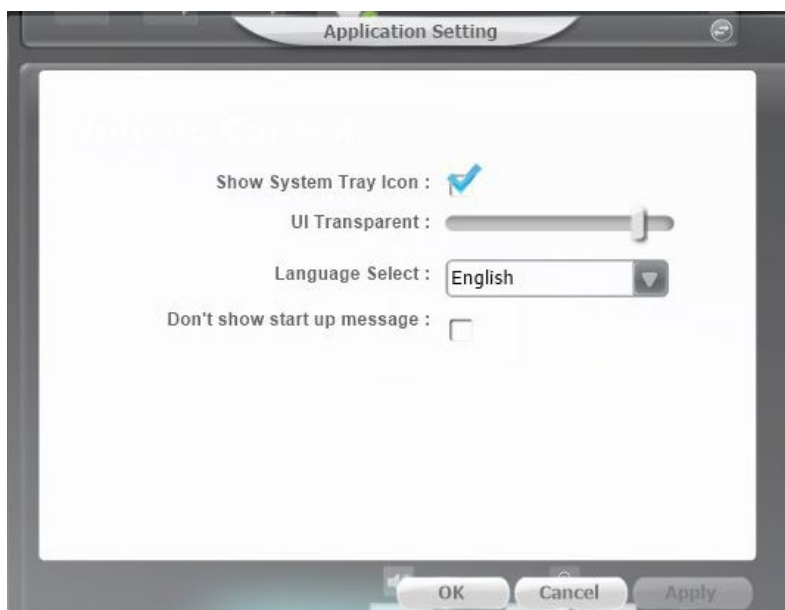 Application Setting
Show System Tray Icon :
UI Transparent :
Language Select : English
Don't show start up message :
OK Cancel Apply